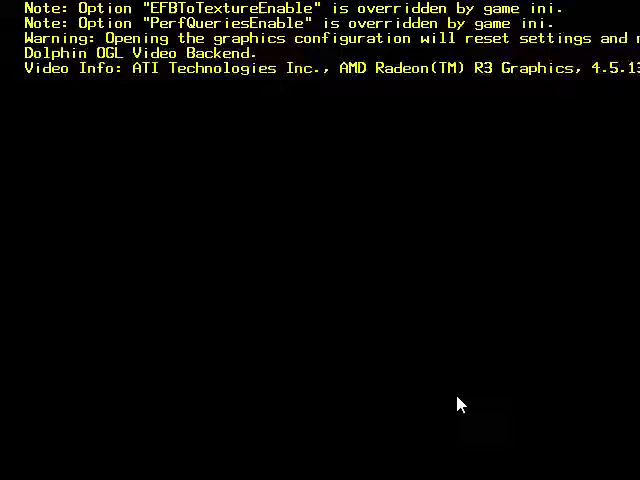 Note: Option "EFBToTextureEnable" is overridden by game ini.
Note: Option "PerfQueriesEnable" is overridden by game ini.
Warning: Opening the graphics configuration will reset settings and
Dolphin OGL Video Backend.
Video Info: ATI Technologies Inc., AMD Radeon(TM) R3 Graphics, 4.5.13